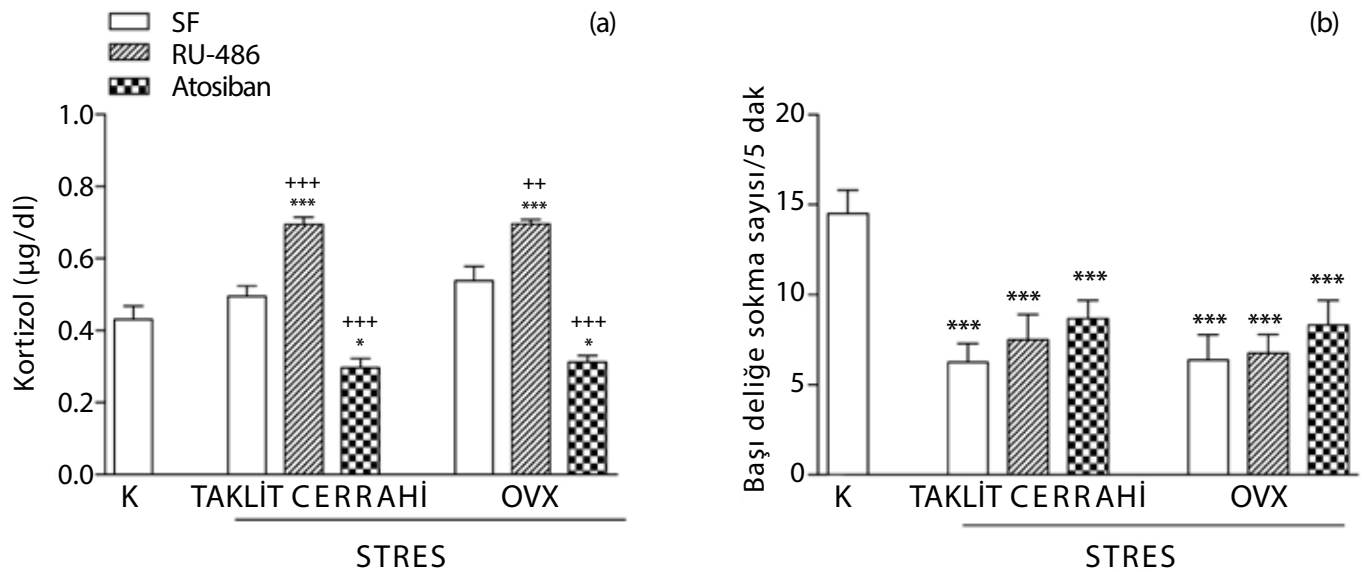 SF
RU-486
Atosiban
(a)
Kortizol (µg/dl)
1.0
0.8
0.6
0.4
0.2
0.0
+++
***
+++
*
++
***
+++
*
K
TAKLİT CERRAHİ
OVX
STRES
(b)
Başı deliğe sokma sayısı/5 dak
20
15
10
5
0
***
***
***
***
***
***
K
TAKLİT CERRAHİ
OVX
STRES